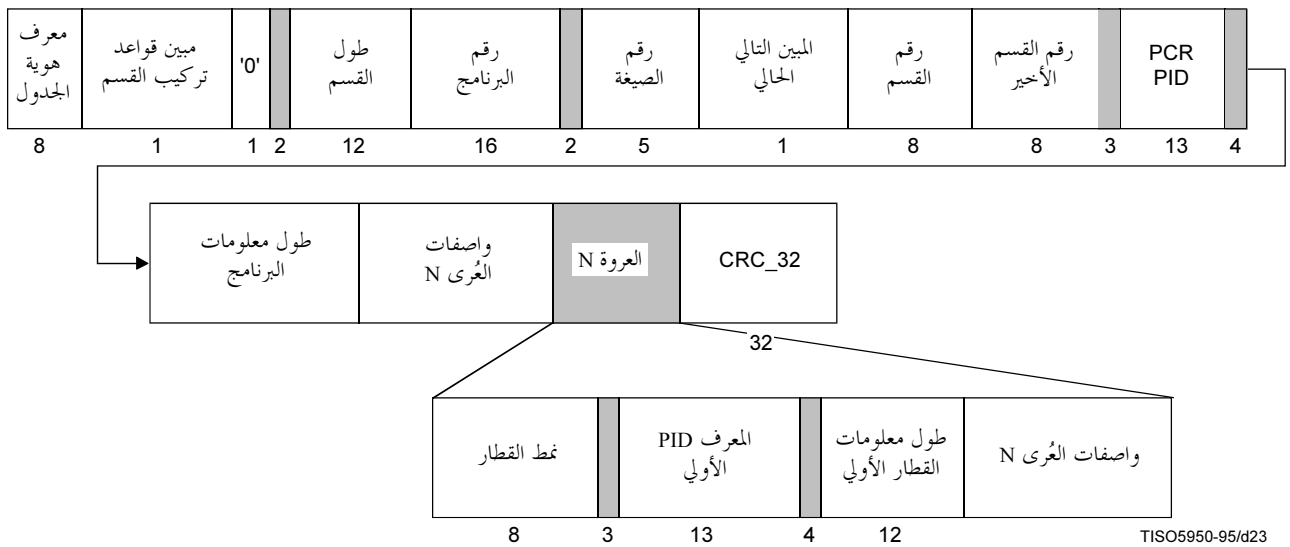 معرف
هوية
الجدول
مبين قواعد
تركيب القسم
'0'
طول
القسم
رقم
البرنامج
رقم
الصيغة
المبين التالي
الحالي
رقم
القسم
رقم القسم
الأخير
PCR
PID
8 1 1 2 12 16 2 5 1 8 8 3 13 4
طول معلومات
البرنامج
واصفات
العُرى N
العروة N
CRC_32
32
نمط القطار
المعرف PID
الأولي
طول معلومات
القطار الأولي
واصفات العُرى N
8 3 13 4 12
TISO5950-95/d23